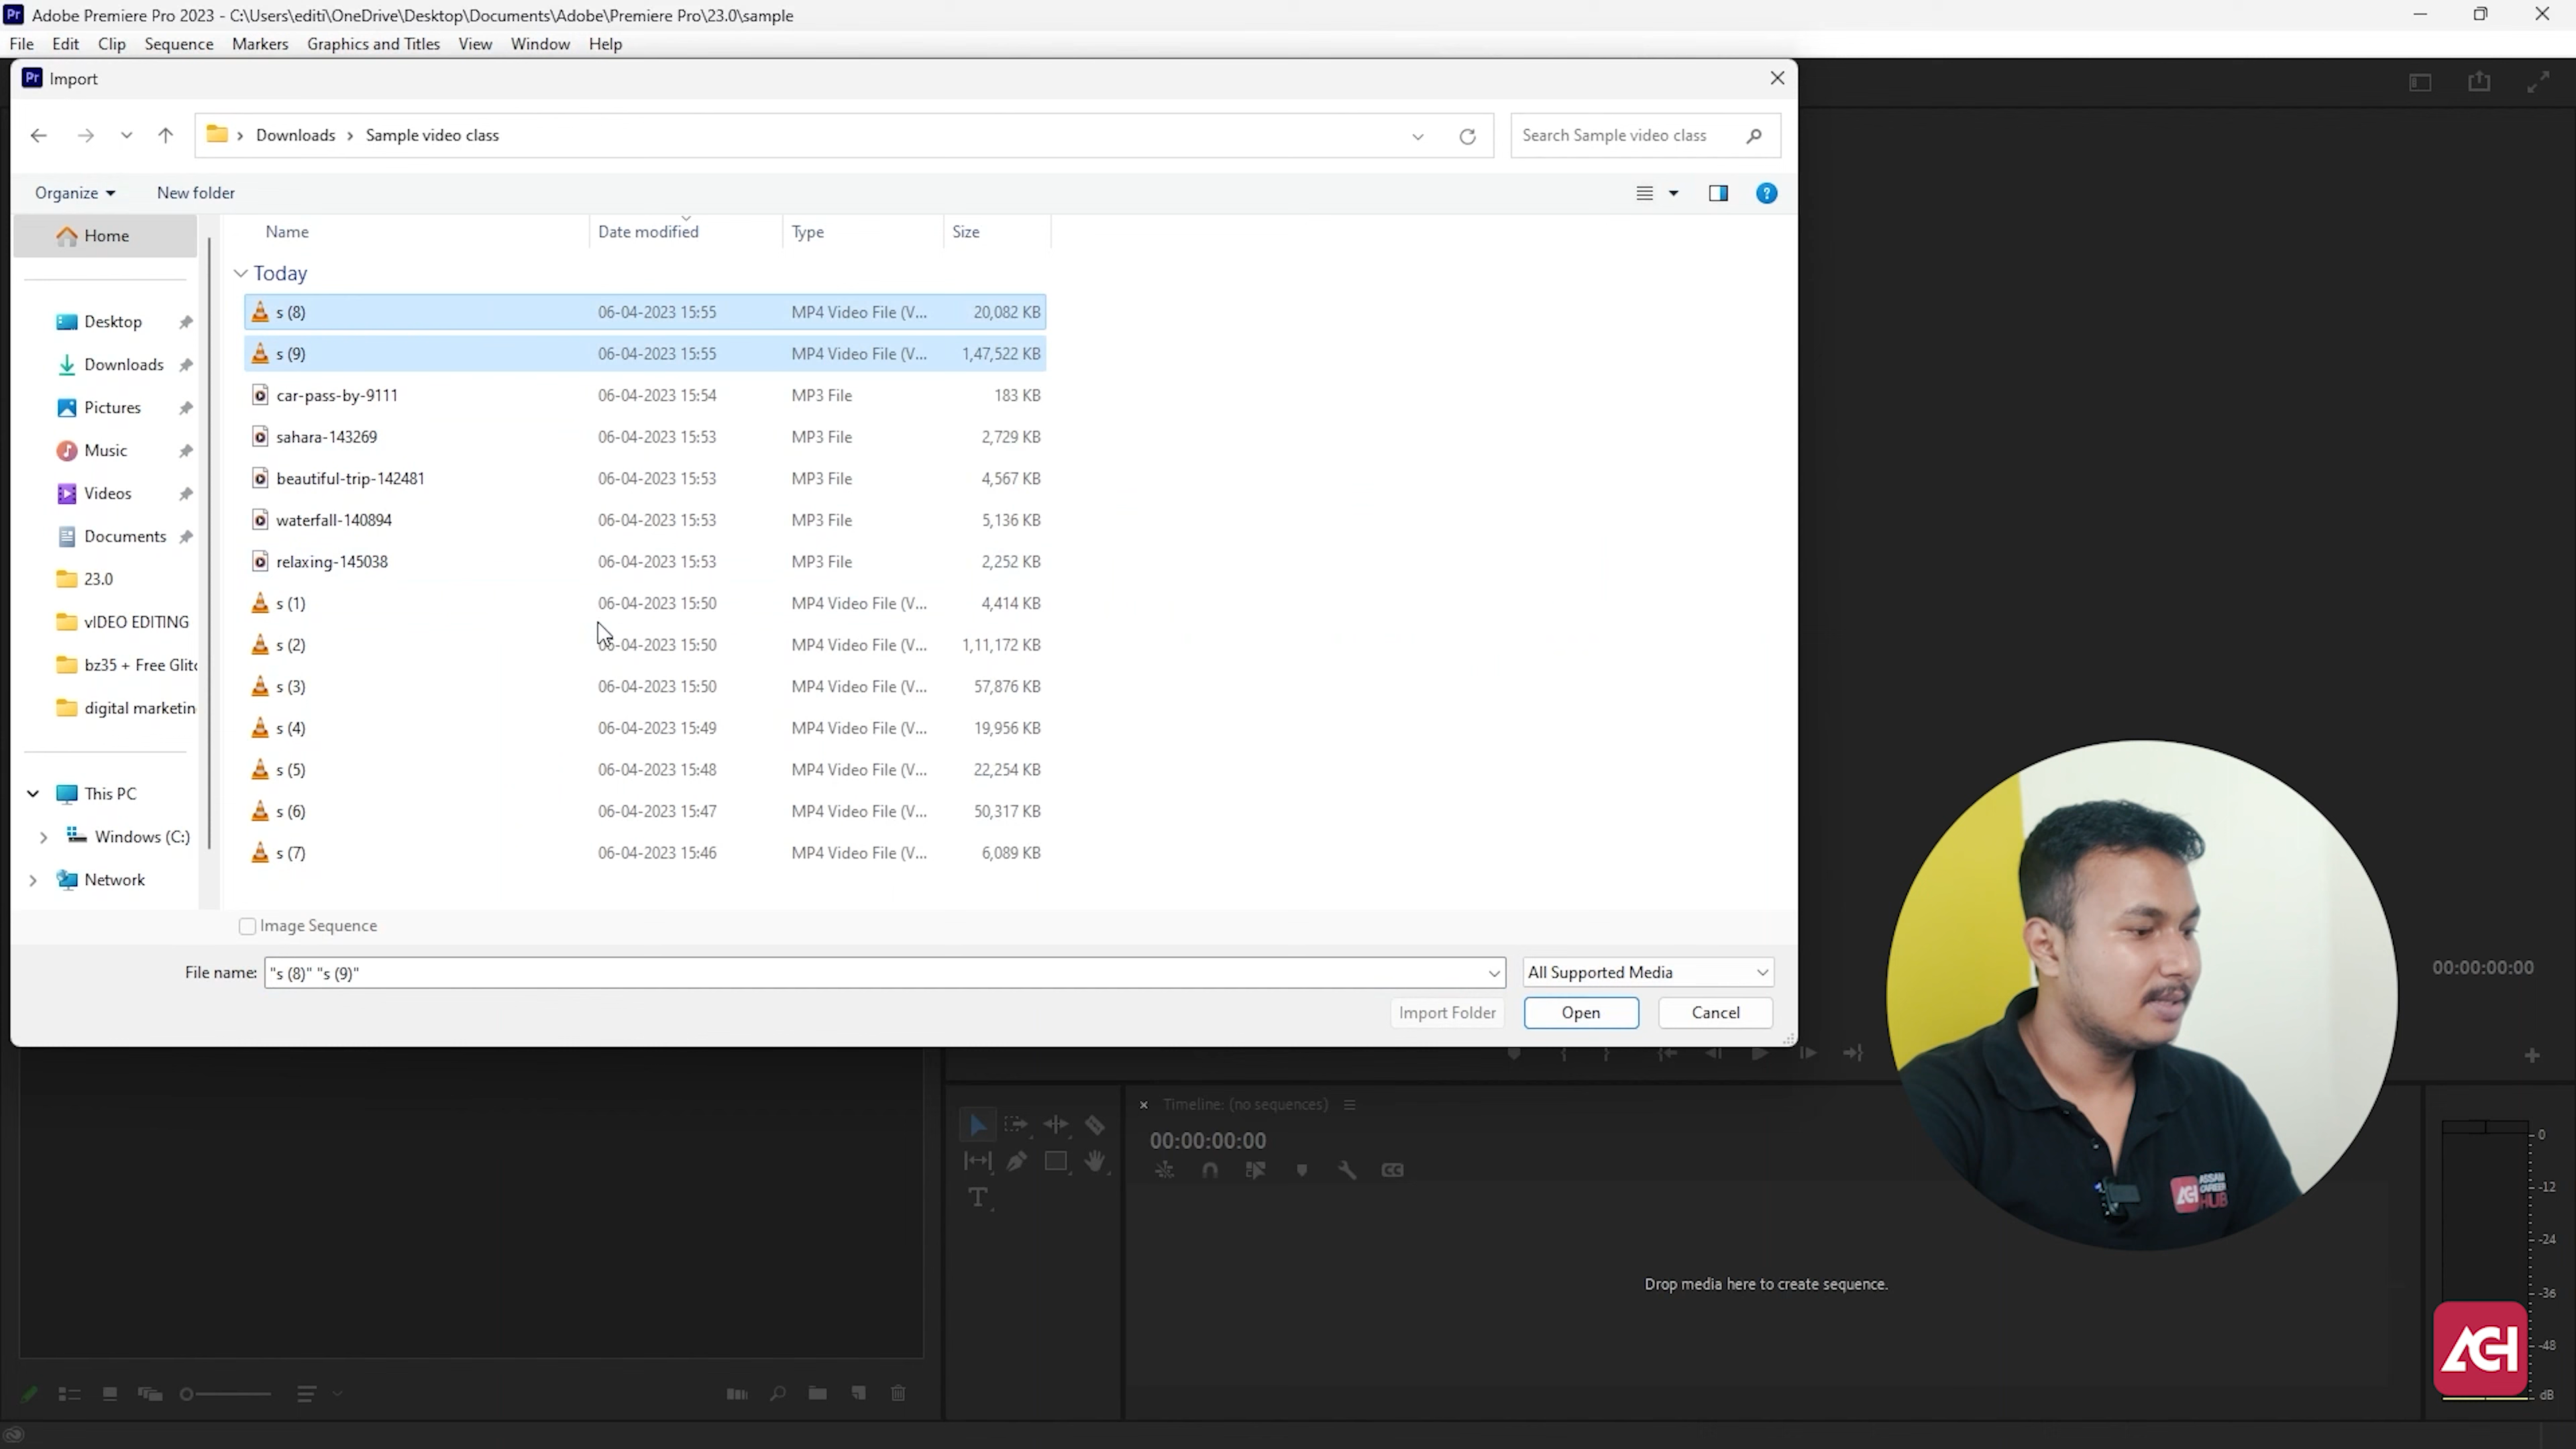 Adobe Premiere Pro 2023 - C:\Users\editi\OneDrive\Desktop\Documents\Adobe\Premiere Pro\23.0\sample
File Edit Clip Sequence Markers Graphics and Titles View Window Help
Import
Downloads Sample video class
Search Sample video class
Organize New folder
Name Date modified Type Size
Today
s (8) 06-04-2023 15:55 MP4 Video File (V... 20,082 KB
s (9) 06-04-2023 15:55 MP4 Video File (V... 1,47,522 KB
car-pass-by-9111 06-04-2023 15:54 MP3 File 183 KB
sahara-143269 06-04-2023 15:53 MP3 File 2,729 KB
beautiful-trip-142481 06-04-2023 15:53 MP3 File 4,567 KB
waterfall-140894 06-04-2023 15:53 MP3 File 5,136 KB
relaxing-145038 06-04-2023 15:53 MP3 File 2,252 KB
s (1) 06-04-2023 15:50 MP4 Video File (V... 4,414 KB
s (2) 06-04-2023 15:50 MP4 Video File (V... 1,11,172 KB
s (3) 06-04-2023 15:50 MP4 Video File (V... 57,876 KB
s (4) 06-04-2023 15:49 MP4 Video File (V... 19,956 KB
s (5) 06-04-2023 15:48 MP4 Video File (V... 22,254 KB
s (6) 06-04-2023 15:47 MP4 Video File (V... 50,317 KB
s (7) 06-04-2023 15:46 MP4 Video File (V... 6,089 KB
Home
Desktop
Downloads
Pictures
Music
Videos
Documents
23.0
vIDEO EDITING
bz35 + Free Glitc
digital marketin
This PC
Windows (C:)
Network
Image Sequence
File name: "s (8)" "s (9)"
All Supported Media
Import Folder Open Cancel
00:00:00:00
Timeline: (no sequences)
00:00:00:00
CC
T
Drop media here to create sequence.
0
-12
-24
-36
-48
dB
ASSAM
CAREER
HUB
ACH